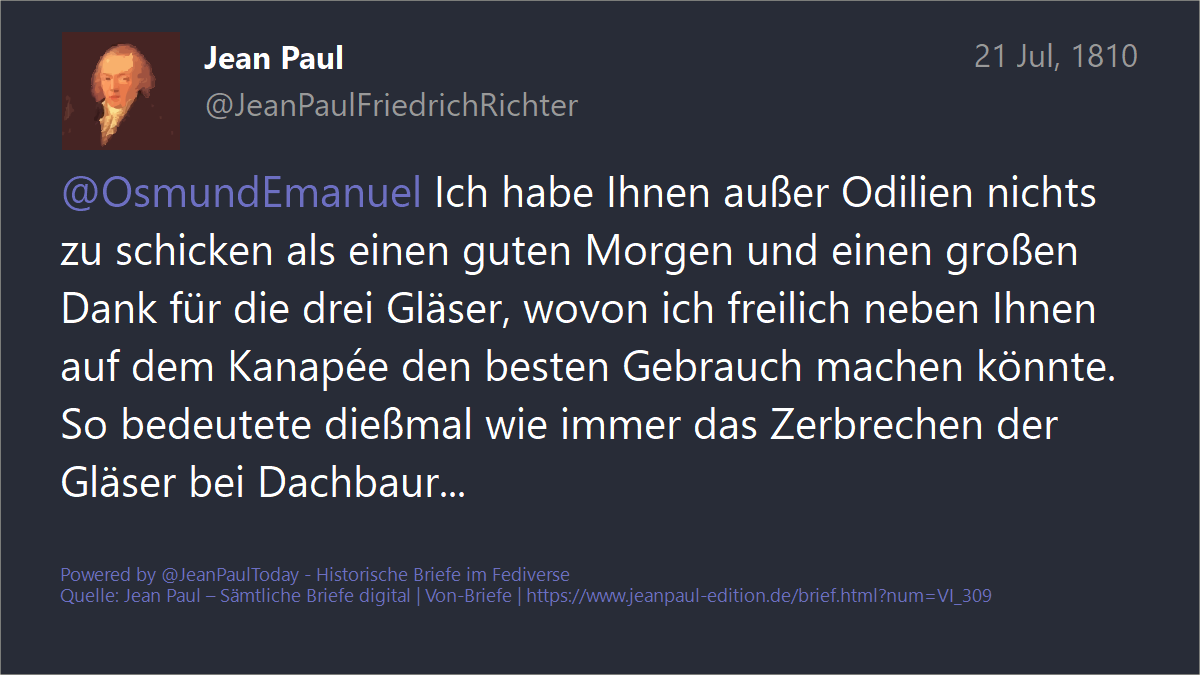 Jean Paul
21 Jul, 1810
@JeanPaulFriedrichRichter
@OsmundEmanuel Ich habe Ihnen außer Odilien nichts
zu schicken als einen guten Morgen und einen großen
Dank für die drei Gläser, wovon ich freilich neben Ihnen
auf dem Kanapée den besten Gebrauch machen könnte.
So bedeutete dießmal wie immer das Zerbrechen der
Gläser bei Dachbaur...
Powered by @JeanPaulToday - Historische Briefe im Fediverse
Quelle: Jean Paul – Sämtliche Briefe digital | Von-Briefe | https://www.jeanpaul-edition.de/brief.html?num=VI_309